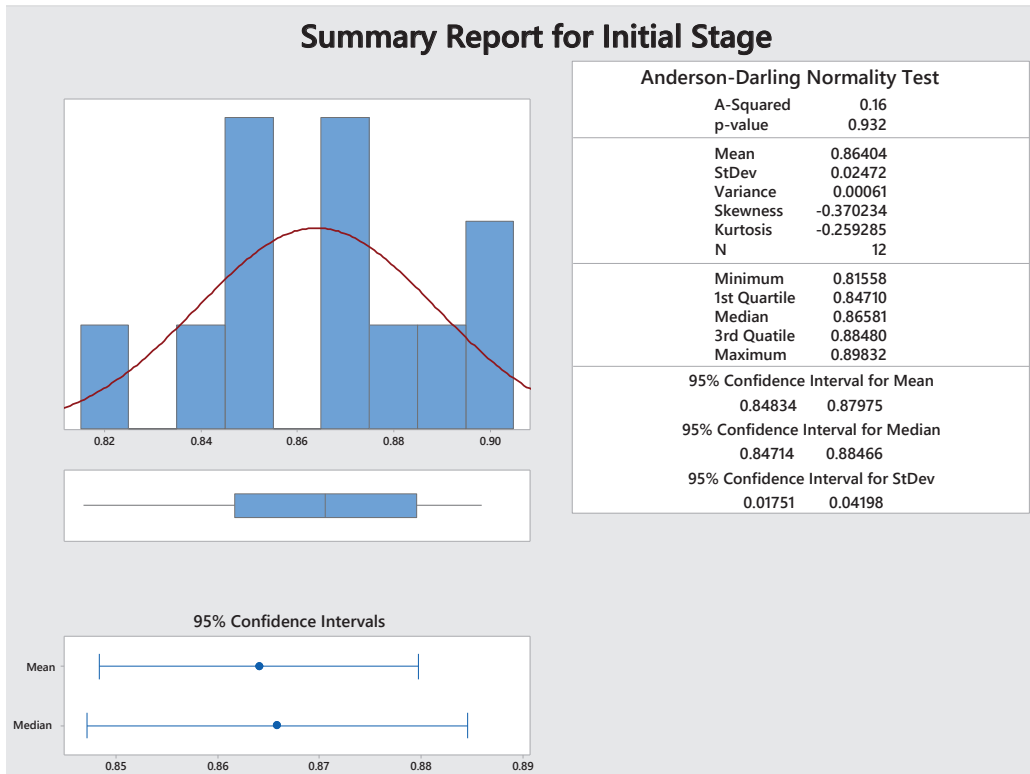 Summary Report for Initial Stage
0.82 0.84 0.86 0.88 0.90
95% Confidence Intervals
Mean
Median
0.85 0.86 0.87 0.88 0.89
Anderson-Darling Normality Test
A-Squared 0.16
p-value 0.932
Mean 0.86404
StDev 0.02472
Variance 0.00061
Skewness -0.370234
Kurtosis -0.259285
N 12
Minimum 0.81558
1st Quartile 0.84710
Median 0.86581
3rd Quatile 0.88480
Maximum 0.89832
95% Confidence Interval for Mean
0.84834 0.87975
95% Confidence Interval for Median
0.84714 0.88466
95% Confidence Interval for StDev
0.01751 0.04198